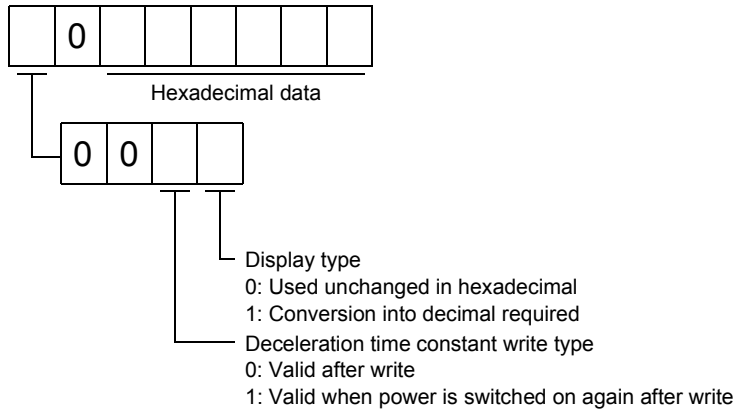 0
Hexadecimal data
0 0
Display type
0: Used unchanged in hexadecimal
1: Conversion into decimal required
Deceleration time constant write type
0: Valid after write
1: Valid when power is switched on again after write